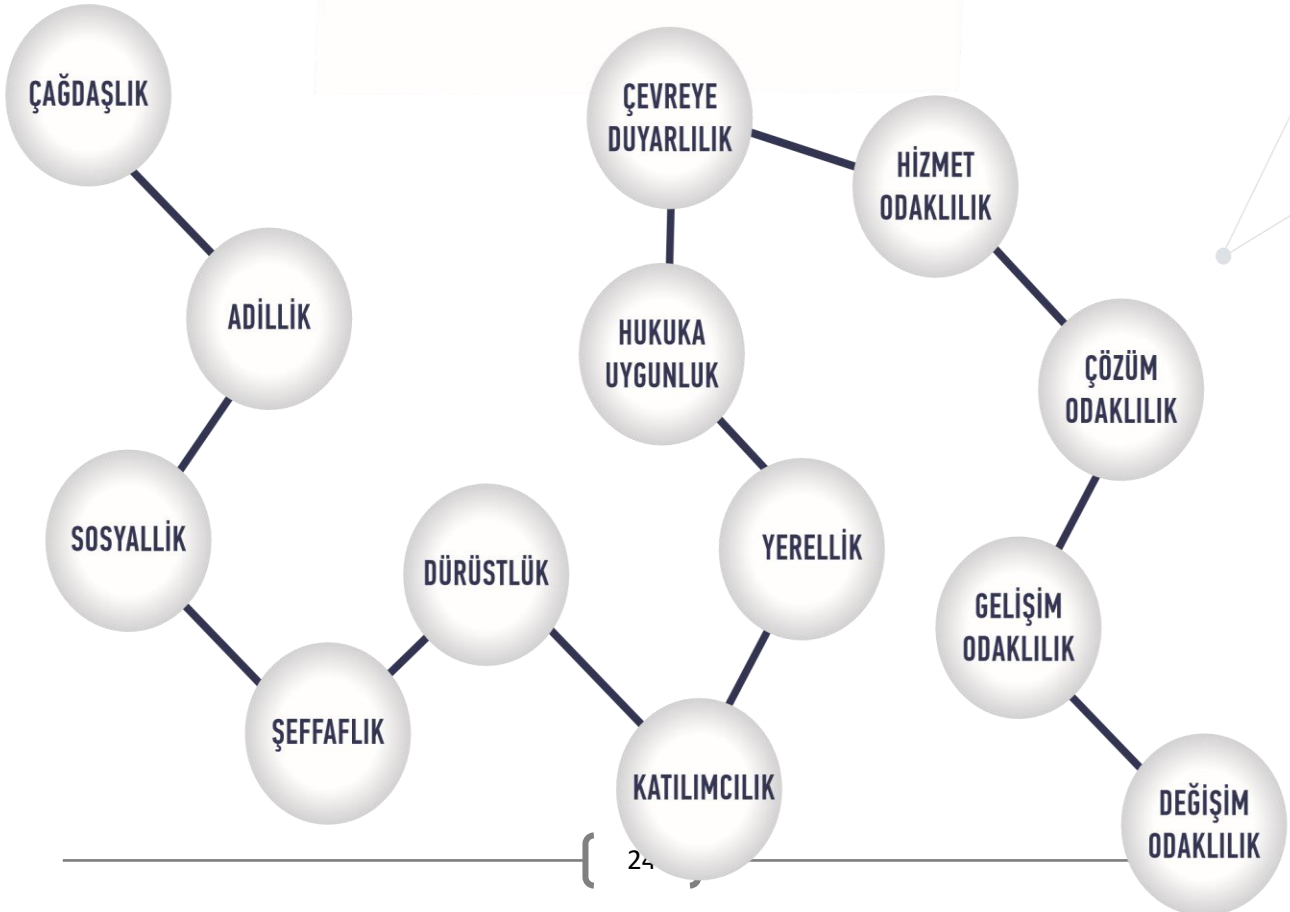 ÇAĞDAŞLIK
ADİLLİK
SOSYALLİK
ŞEFFAFLIK
DÜRÜSTLÜK
KATILIMCILIK
YERELLİK
HUKUKA
UYGUNLUK
ÇEVREYE
DUYARLILIK
HİZMET
ODAKLILIK
ÇÖZÜM
ODAKLILIK
GELİŞİM
ODAKLILIK
DEĞİŞİM
ODAKLILIK
24